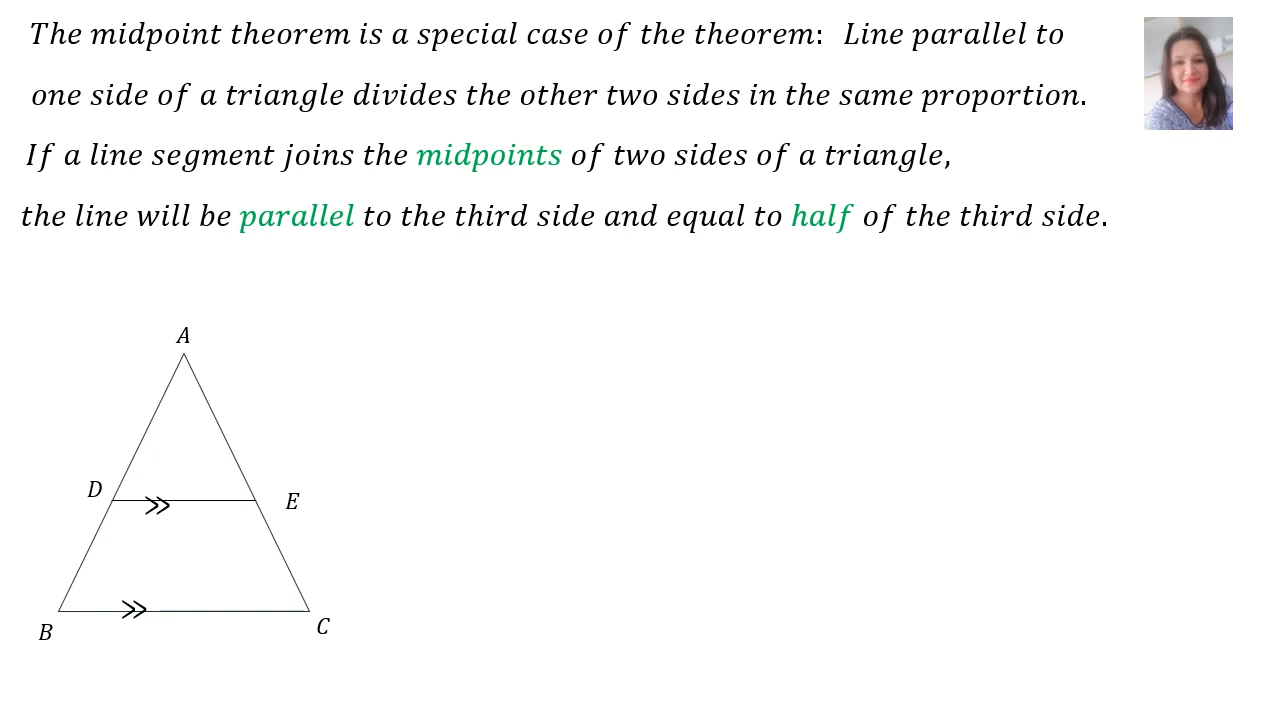 The midpoint theorem is a special case of the theorem: Line parallel to
one side of a triangle divides the other two sides in the same proportion.
If a line segment joins the midpoints of two sides of a triangle,
the line will be parallel to the third side and equal to half of the third side.
A
D
E
B
C